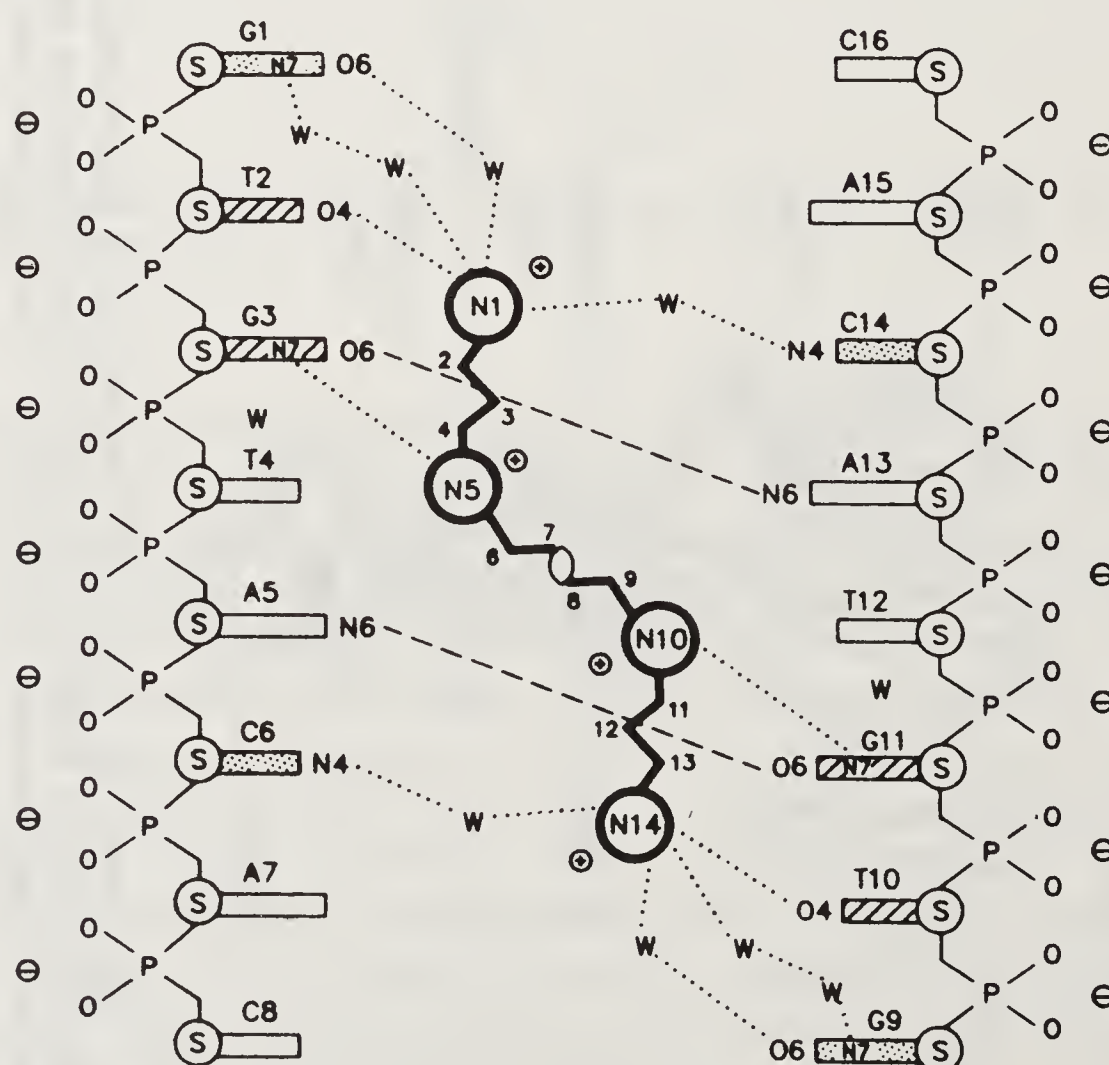 G1 C16
S N7 O6 S
O O
⊖ P W W W P ⊖
O O
T2 A15
S O4 S
O O
⊖ P ⊕ P ⊖
O N1 W O
G3 C14
S N7 O6 N4 S
O 2 O
⊖ P W 3 P ⊖
O 4 O
T4 ⊕ A13
S N5 N6 S
O O
⊖ P 6 7 P ⊖
O 8 9 O
A5 T12
S N6 N10 S
O ⊕ O
⊖ P 11 W P ⊖
O 12 O
C6 G11
S N4 13 O6 N7 S
O O
⊖ P W N14 P ⊖
O ⊕ O
A7 T10
S O4 S
O W W O
⊖ P W P ⊖
O O
C8 G9
S O6 N7 S